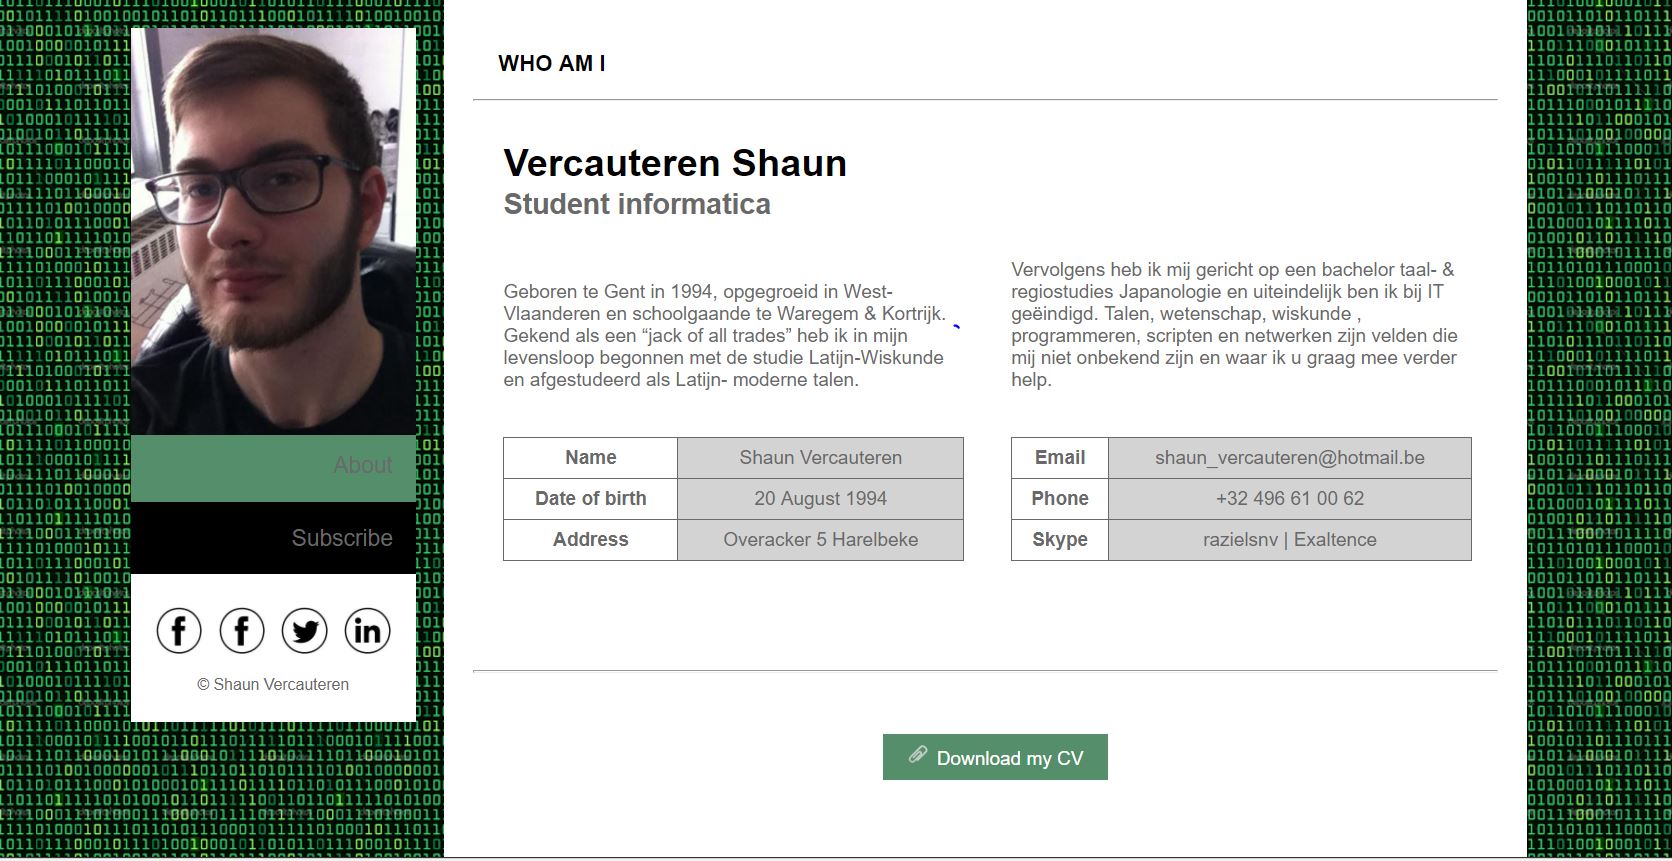 WHO AM I
Vercauteren Shaun
Student informatica
Geboren te Gent in 1994, opgegroeid in West-
Vlaanderen en schoolgaande te Waregem & Kortrijk.
Gekend als een “jack of all trades” heb ik in mijn
levensloop begonnen met de studie Latijn-Wiskunde
en afgestudeerd als Latijn- moderne talen.
Vervolgens heb ik mij gericht op een bachelor taal- &
regiostudies Japanologie en uiteindelijk ben ik bij IT
geëindigd. Talen, wetenschap, wiskunde ,
programmeren, scripten en netwerken zijn velden die
mij niet onbekend zijn en waar ik u graag mee verder
help.
Name Shaun Vercauteren
Date of birth 20 August 1994
Address Overacker 5 Harelbeke
Email shaun_vercauteren@hotmail.be
Phone +32 496 61 00 62
Skype razielsnv | Exaltence
About
Subscribe
f f in
© Shaun Vercauteren
Download my CV